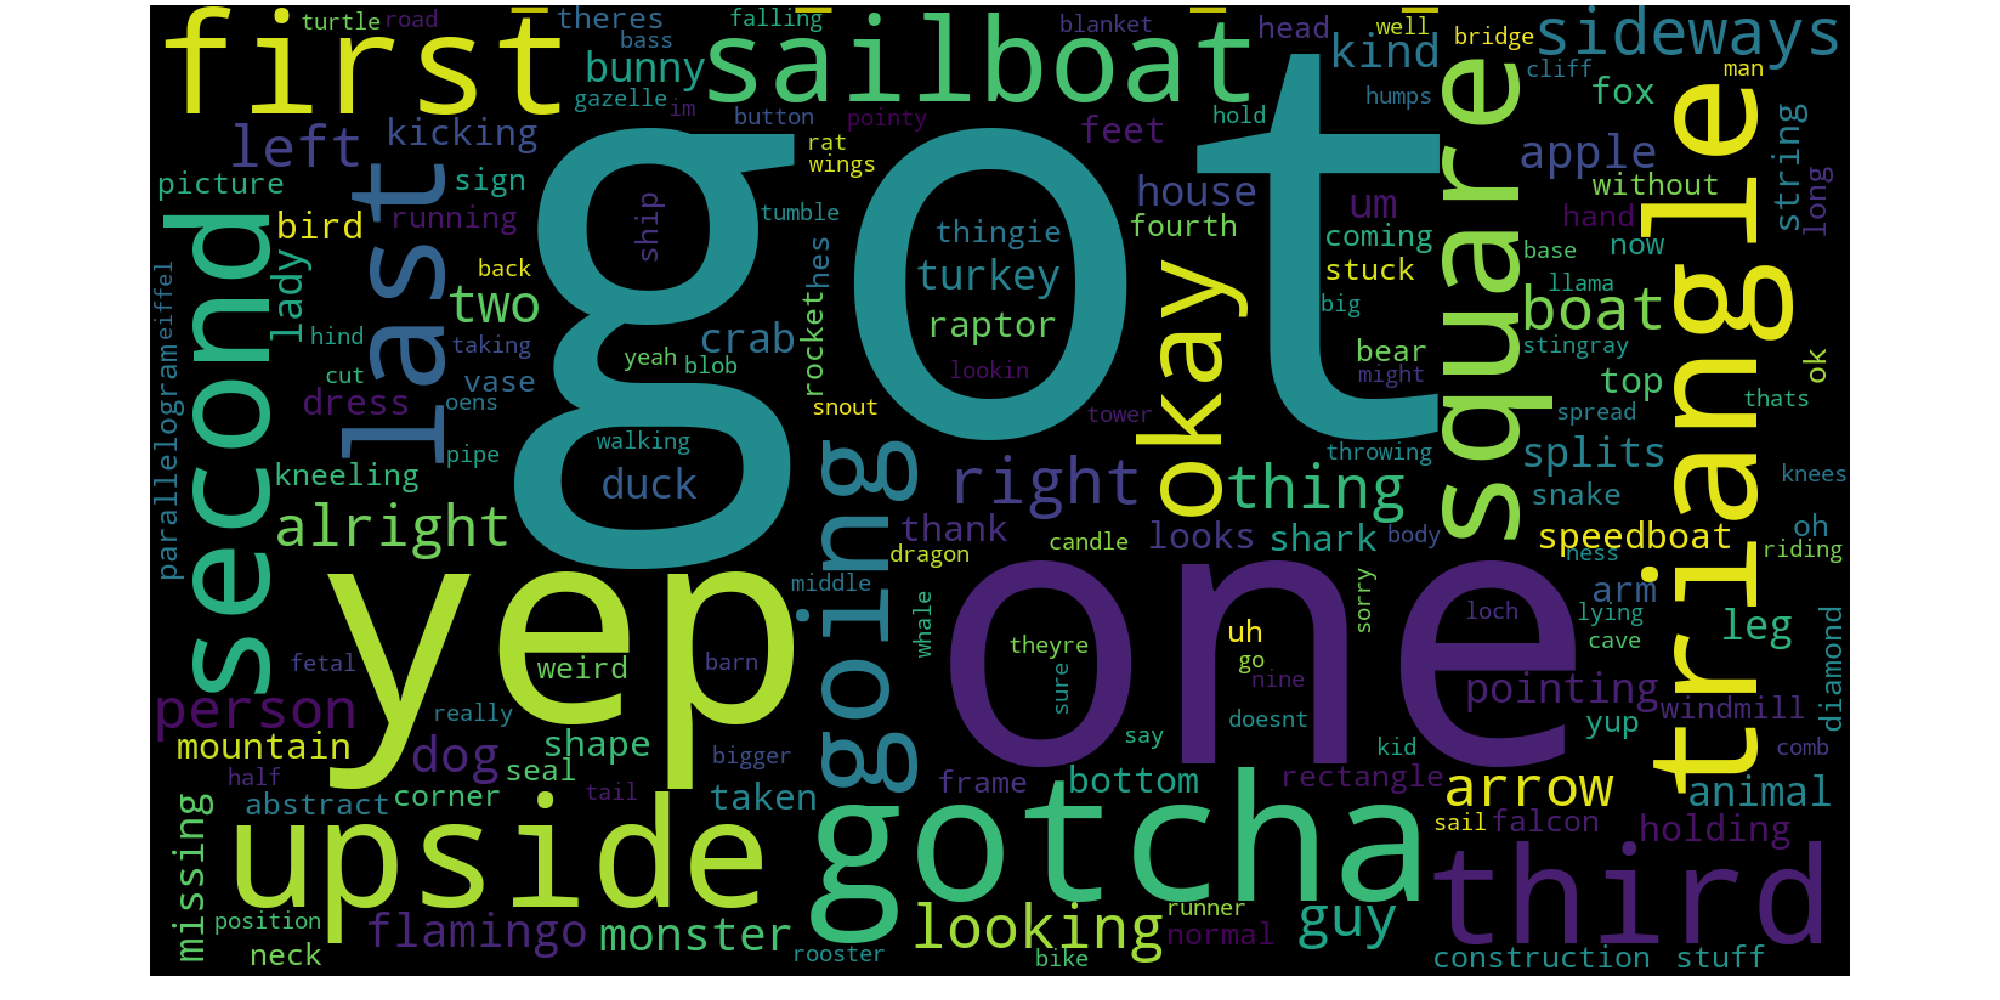 turtle
road
theres
falling
blanket
head
well
bridge
sideways
first
bass
sailboat
kind
bunny
cliff
man
gazelle
im
button
pointy
hold
humps
fox
left
kicking
rat
wings
feet
square
apple
triangle
string
picture
last
sign
got
house
without
long
second
bird
running
ship
tumble
thingie
fourth
um
coming
hand
now
lady
back
hes
turkey
okay
stuck
base
llama
parallelogram
eiffel
two
rocket
raptor
big
boat
hind
taking
crab
yeah
blob
bear
stingray
ok
cut
vase
lookin
might
top
thats
dress
oens
snout
tower
spread
pipe
walking
throwing
splits
kneeling
duck
going
right
thing
snake
knees
alright
thank
looks
shark
body
speedboat
oh
dragon
candle
ness
riding
yep
middle
one
sorry
arm
whale
loch
lying
leg
fetal
weird
barn
theyre
uh
go
cave
diamond
person
sure
nine
pointing
windmill
really
doesnt
yup
mountain
dog
shape
bigger
say
kid
comb
half
seal
tail
frame
bottom
rectangle
arrow
animal
missing
abstract
corner
taken
gotcha
sail
falcon
holding
upside
third
position
flamingo
monster
looking
runner
normal
guy
neck
rooster
bike
construction
stuff